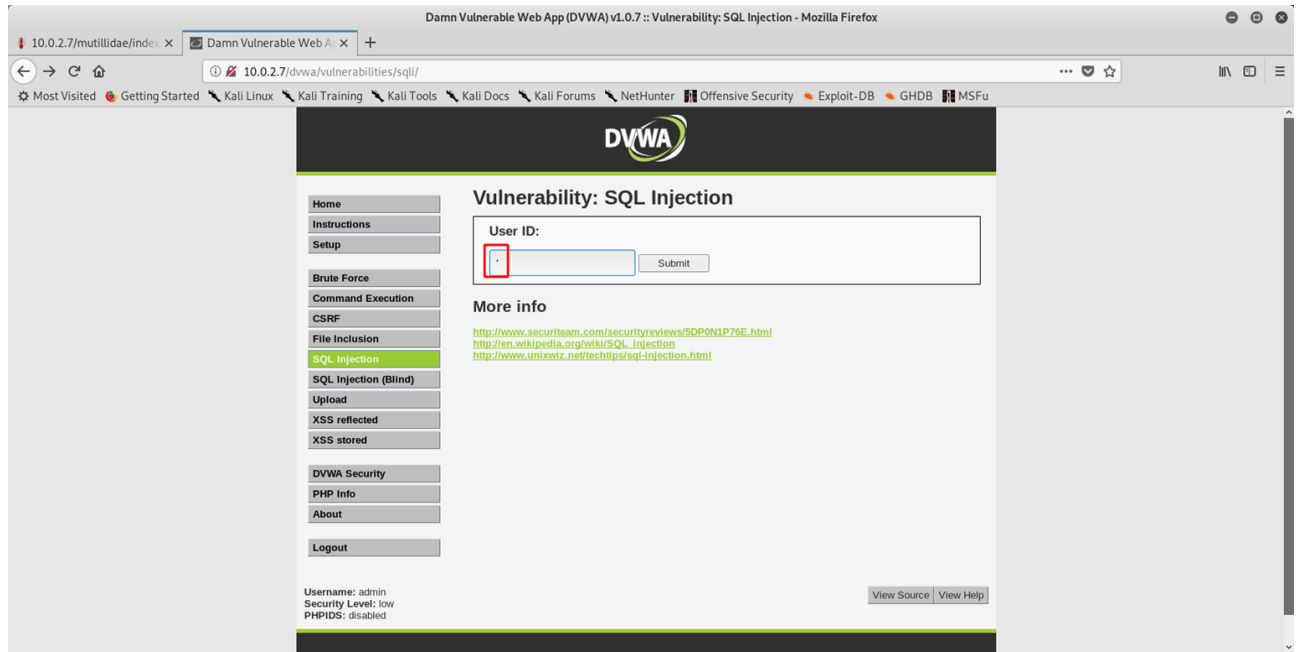 Damn Vulnerable Web App (DVWA) v1.0.7 :: Vulnerability: SQL Injection - Mozilla Firefox
10.0.2.7/mutillidae/index
Damn Vulnerable Web A
10.0.2.7/dvwa/vulnerabilities/sqli/
Most Visited Getting Started Kali Linux Kali Training Kali Tools Kali Docs Kali Forums NetHunter Offensive Security Exploit-DB GHDB MSFu
DVWA
Home
Instructions
Setup
Brute Force
Command Execution
CSRF
File Inclusion
SQL Injection
SQL Injection (Blind)
Upload
XSS reflected
XSS stored
DVWA Security
PHP Info
About
Logout
Vulnerability: SQL Injection
User ID:
' Submit
More info
http://www.securiteam.com/securityreviews/5DP0N1P76E.html
http://en.wikipedia.org/wiki/SQL_injection
http://www.unixwiz.net/techtips/sql-injection.html
Username: admin
Security Level: low
PHPIDS: disabled
View Source View Help